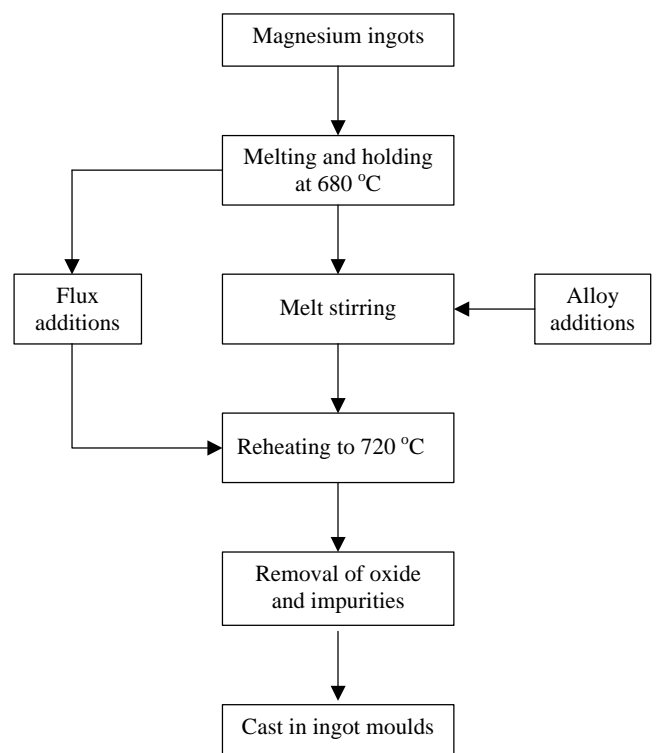 Magnesium ingots
Melting and holding
at 680 °C
Flux
additions
Melt stirring
Alloy
additions
Reheating to 720 °C
Removal of oxide
and impurities
Cast in ingot moulds